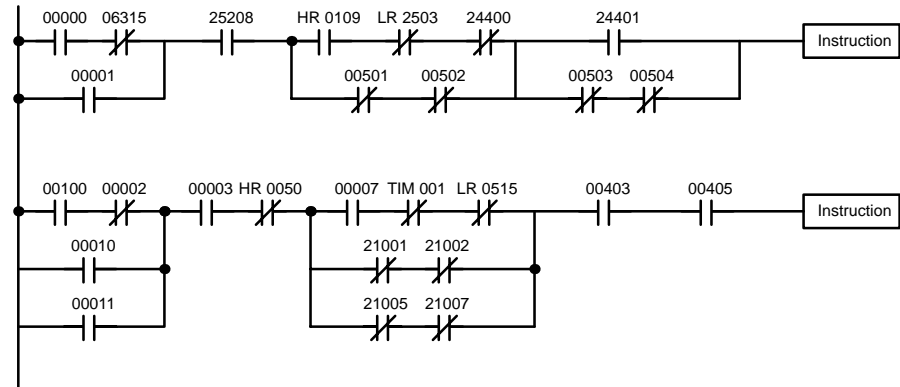 00000 06315 25208 HR 0109 LR 2503 24400 24401
Instruction
00001 00501 00502 00503 00504
00100 00002 00003 HR 0050 00007 TIM 001 LR 0515 00403 00405
Instruction
00010 21001 21002
00011 21005 21007